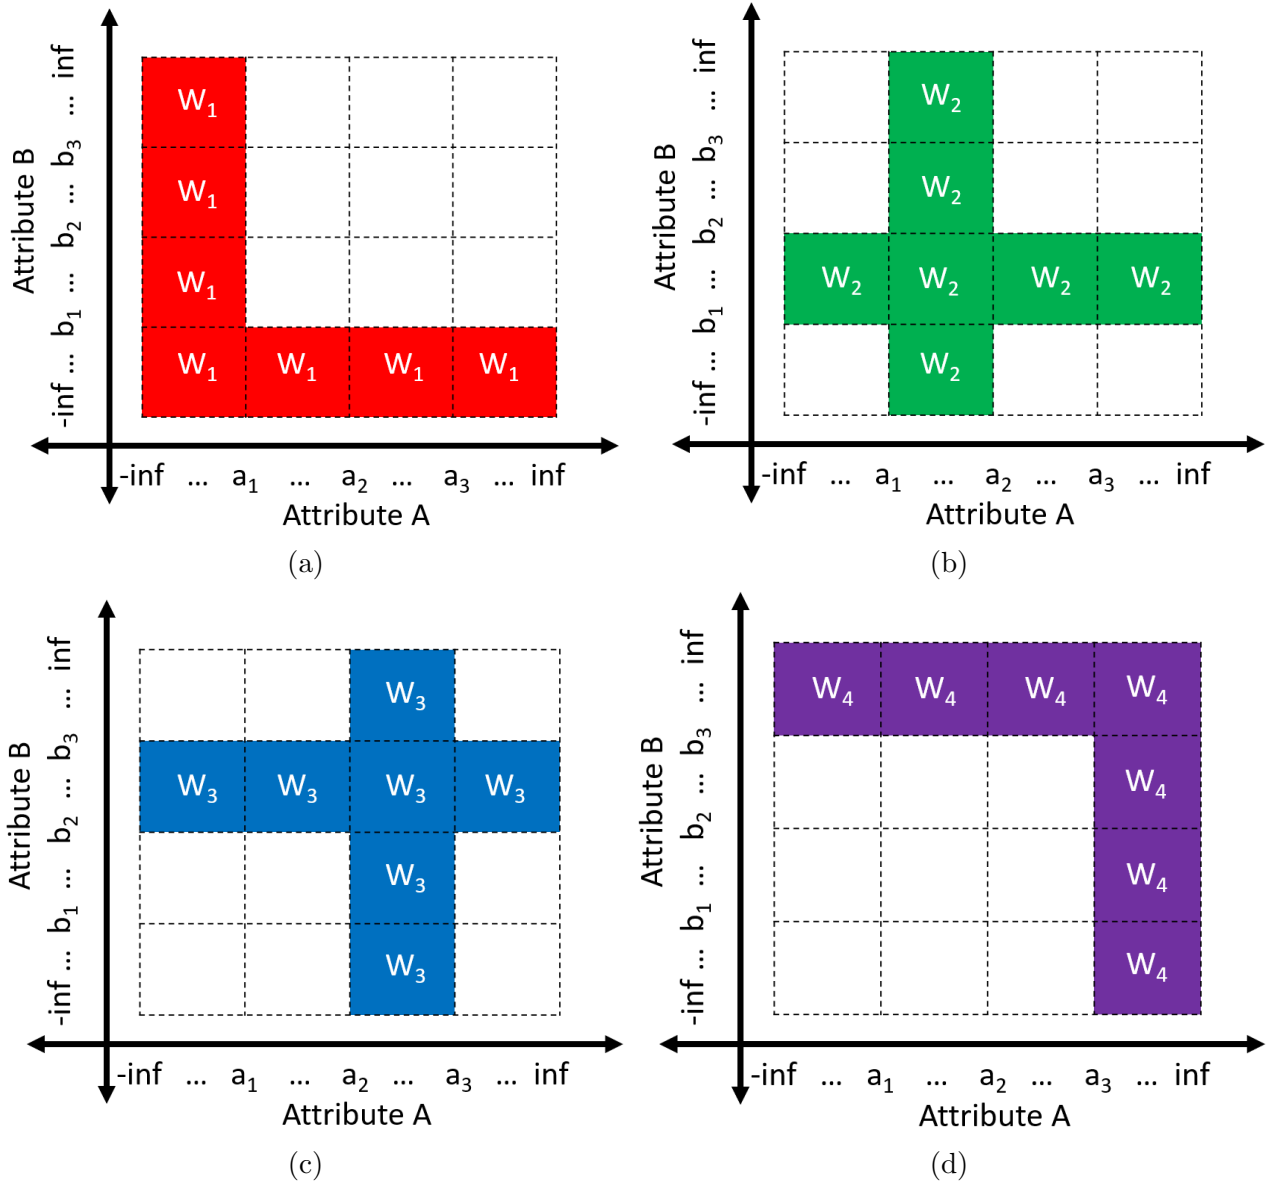 Attribute B
-inf ... b1 ... b2 ... b3 ... inf
W1
W1
W1
W1 W1 W1 W1
-inf ... a1 ... a2 ... a3 ... inf
Attribute A
(a)
Attribute B
-inf ... b1 ... b2 ... b3 ... inf
W2
W2
W2 W2 W2 W2
W2
-inf ... a1 ... a2 ... a3 ... inf
Attribute A
(b)
Attribute B
-inf ... b1 ... b2 ... b3 ... inf
W3
W3 W3 W3 W3
W3
W3
-inf ... a1 ... a2 ... a3 ... inf
Attribute A
(c)
Attribute B
-inf ... b1 ... b2 ... b3 ... inf
W4 W4 W4 W4
W4
W4
W4
-inf ... a1 ... a2 ... a3 ... inf
Attribute A
(d)